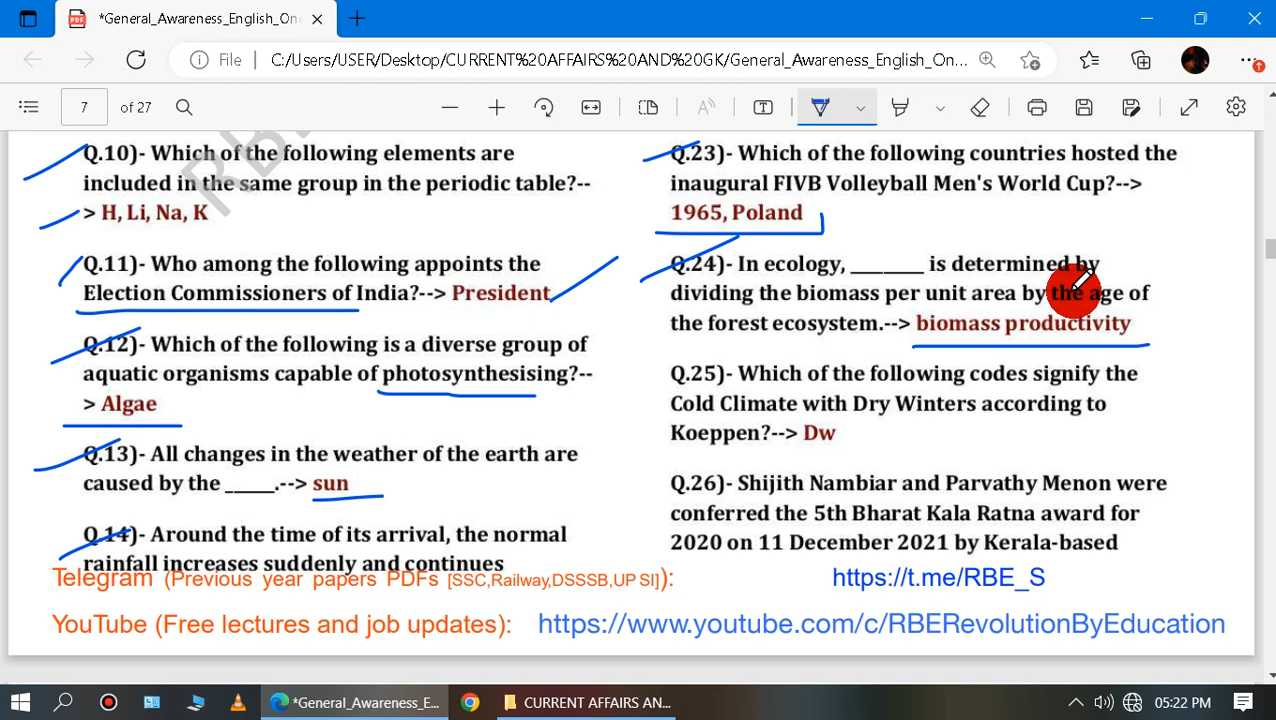 *General_Awareness_English_On
File
C:/Users/USER/Desktop/CURRENT%20AFFAIRS%20AND%20GK/General_Awareness_English_On...
7 of 27
Q.10)- Which of the following elements are
included in the same group in the periodic table?--
> H, Li, Na, K
Q.11)- Who among the following appoints the
Election Commissioners of India?--> President
Q.12)- Which of the following is a diverse group of
aquatic organisms capable of photosynthesising?--
> Algae
Q.13)- All changes in the weather of the earth are
caused by the _____.--> sun
Q.14)- Around the time of its arrival, the normal
rainfall increases suddenly and continues
Q.23)- Which of the following countries hosted the
inaugural FIVB Volleyball Men's World Cup?-->
1965, Poland
Q.24)- In ecology, ________ is determined by
dividing the biomass per unit area by the age of
the forest ecosystem.--> biomass productivity
Q.25)- Which of the following codes signify the
Cold Climate with Dry Winters according to
Koeppen?--> Dw
Q.26)- Shijith Nambiar and Parvathy Menon were
conferred the 5th Bharat Kala Ratna award for
2020 on 11 December 2021 by Kerala-based
RBE
Telegram (Previous year papers PDFs [SSC,Railway,DSSSB,UP SI]): https://t.me/RBE_S
YouTube (Free lectures and job updates): https://www.youtube.com/c/RBERevolutionByEducation
*General_Awareness_E...
CURRENT AFFAIRS AN...
05:22 PM